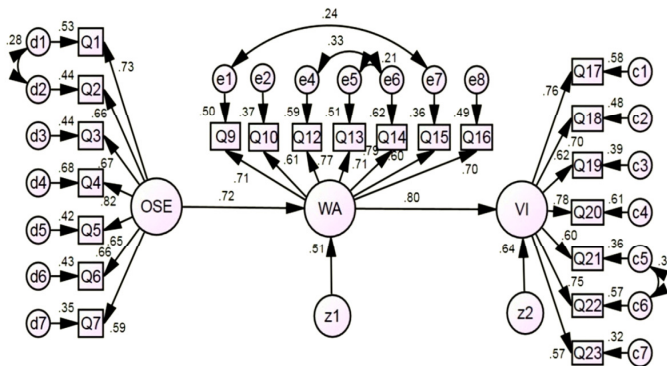 .24
.28 d1 .53 Q1 .33 .58
.73 .21 Q17 c1
e1 e2 e4 e5 e6 e7 e8
d2 .44 Q2 .76 .48
.66 .50 .37 .59 .51 .62 .36 .49 Q18 c2
d3 .44 Q3 Q9 Q10 Q12 Q13 Q14 Q15 Q16 .70 .39
.67 .62 Q19 c3
d4 .68 Q4 .61 .77 .71 .79 .60 .70
.82 .71
OSE .72 WA .80 VI .78 Q20 .61 c4
d5 .42 Q5 .60
.65 .51 .64 Q21 .36 c5
d6 .43 Q6 .66 .75 .3
Q22 .57 c6
d7 .35 Q7 .59 z1 z2
.57 Q23 .32 c7